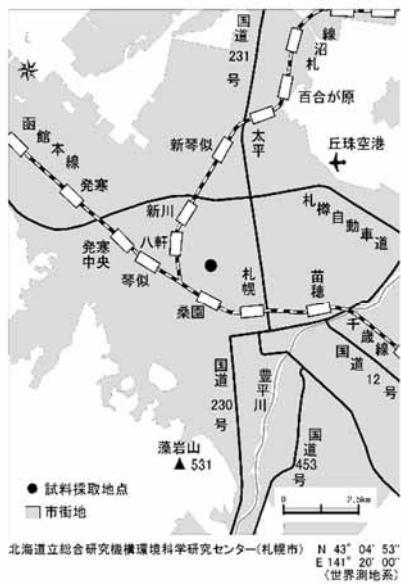 国道
231
号
札沼線
百合が原
太平
新琴似
丘珠空港
函館本線
発寒
新川
札樽自動車道
発寒
中央
八軒
琴似
札幌
苗穂
桑園
千歳線
国道
12
号
国道
230
号
豊平川
国道
453
号
藻岩山
▲ 531
● 試料採取地点
市街地
0 2.5km
北海道立総合研究機構環境科学研究センター(札幌市) N 43° 04' 53"
E 141° 20' 00"
(世界測地系)